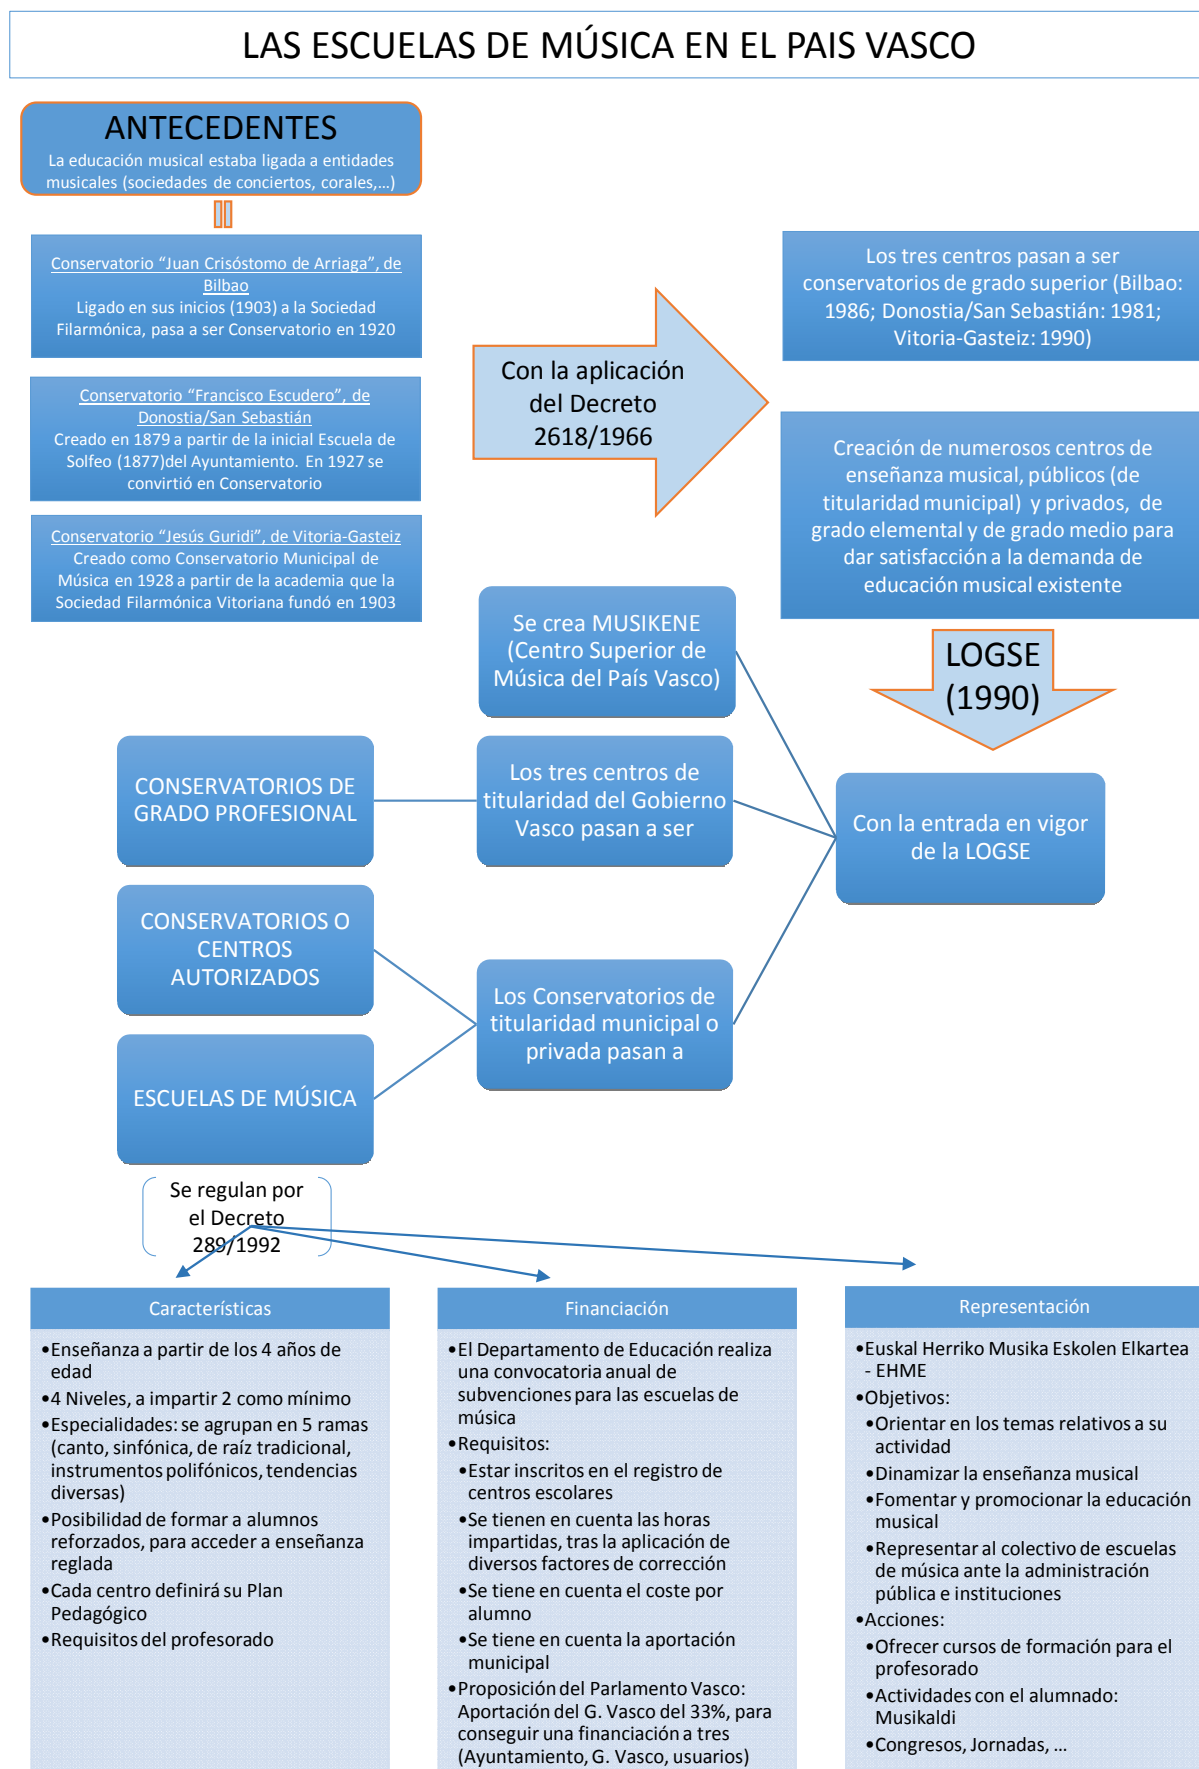 LAS ESCUELAS DE MÚSICA EN EL PAIS VASCO
ANTECEDENTES
La educación musical estaba ligada a entidades
musicales (sociedades de conciertos, corales,...)
Conservatorio “Juan Crisóstomo de Arriaga”, de
Bilbao
Ligado en sus inicios (1903) a la Sociedad
Filarmónica, pasa a ser Conservatorio en 1920
Conservatorio “Francisco Escudero”, de
Donostia/San Sebastián
Creado en 1879 a partir de la inicial Escuela de
Solfeo (1877)del Ayuntamiento. En 1927 se
convirtió en Conservatorio
Conservatorio “Jesús Guridi”, de Vitoria-Gasteiz
Creado como Conservatorio Municipal de
Música en 1928 a partir de la academia que la
Sociedad Filarmónica Vitoriana fundó en 1903
Con la aplicación
del Decreto
2618/1966
Los tres centros pasan a ser
conservatorios de grado superior (Bilbao:
1986; Donostia/San Sebastián: 1981;
Vitoria-Gasteiz: 1990)
Creación de numerosos centros de
enseñanza musical, públicos (de
titularidad municipal) y privados, de
grado elemental y de grado medio para
dar satisfacción a la demanda de
educación musical existente
LOGSE
(1990)
Con la entrada en vigor
de la LOGSE
Se crea MUSIKENE
(Centro Superior de
Música del País Vasco)
Los tres centros de
titularidad del Gobierno
Vasco pasan a ser
CONSERVATORIOS DE
GRADO PROFESIONAL
Los Conservatorios de
titularidad municipal o
privada pasan a
CONSERVATORIOS O
CENTROS
AUTORIZADOS
ESCUELAS DE MÚSICA
Se regulan por
el Decreto
289/1992
Características
•Enseñanza a partir de los 4 años de
edad
•4 Niveles, a impartir 2 como mínimo
•Especialidades: se agrupan en 5 ramas
(canto, sinfónica, de raíz tradicional,
instrumentos polifónicos, tendencias
diversas)
•Posibilidad de formar a alumnos
reforzados, para acceder a enseñanza
reglada
•Cada centro definirá su Plan
Pedagógico
•Requisitos del profesorado
Financiación
•El Departamento de Educación realiza
una convocatoria anual de
subvenciones para las escuelas de
música
•Requisitos:
•Estar inscritos en el registro de
centros escolares
•Se tienen en cuenta las horas
impartidas, tras la aplicación de
diversos factores de corrección
•Se tiene en cuenta el coste por
alumno
•Se tiene en cuenta la aportación
municipal
•Proposición del Parlamento Vasco:
Aportación del G. Vasco del 33%, para
conseguir una financiación a tres
(Ayuntamiento, G. Vasco, usuarios)
Representación
•Euskal Herriko Musika Eskolen Elkartea
- EHME
•Objetivos:
•Orientar en los temas relativos a su
actividad
•Dinamizar la enseñanza musical
•Fomentar y promocionar la educación
musical
•Representar al colectivo de escuelas
de música ante la administración
pública e instituciones
•Acciones:
•Ofrecer cursos de formación para el
profesorado
•Actividades con el alumnado:
Musikaldi
•Congresos, Jornadas, ...